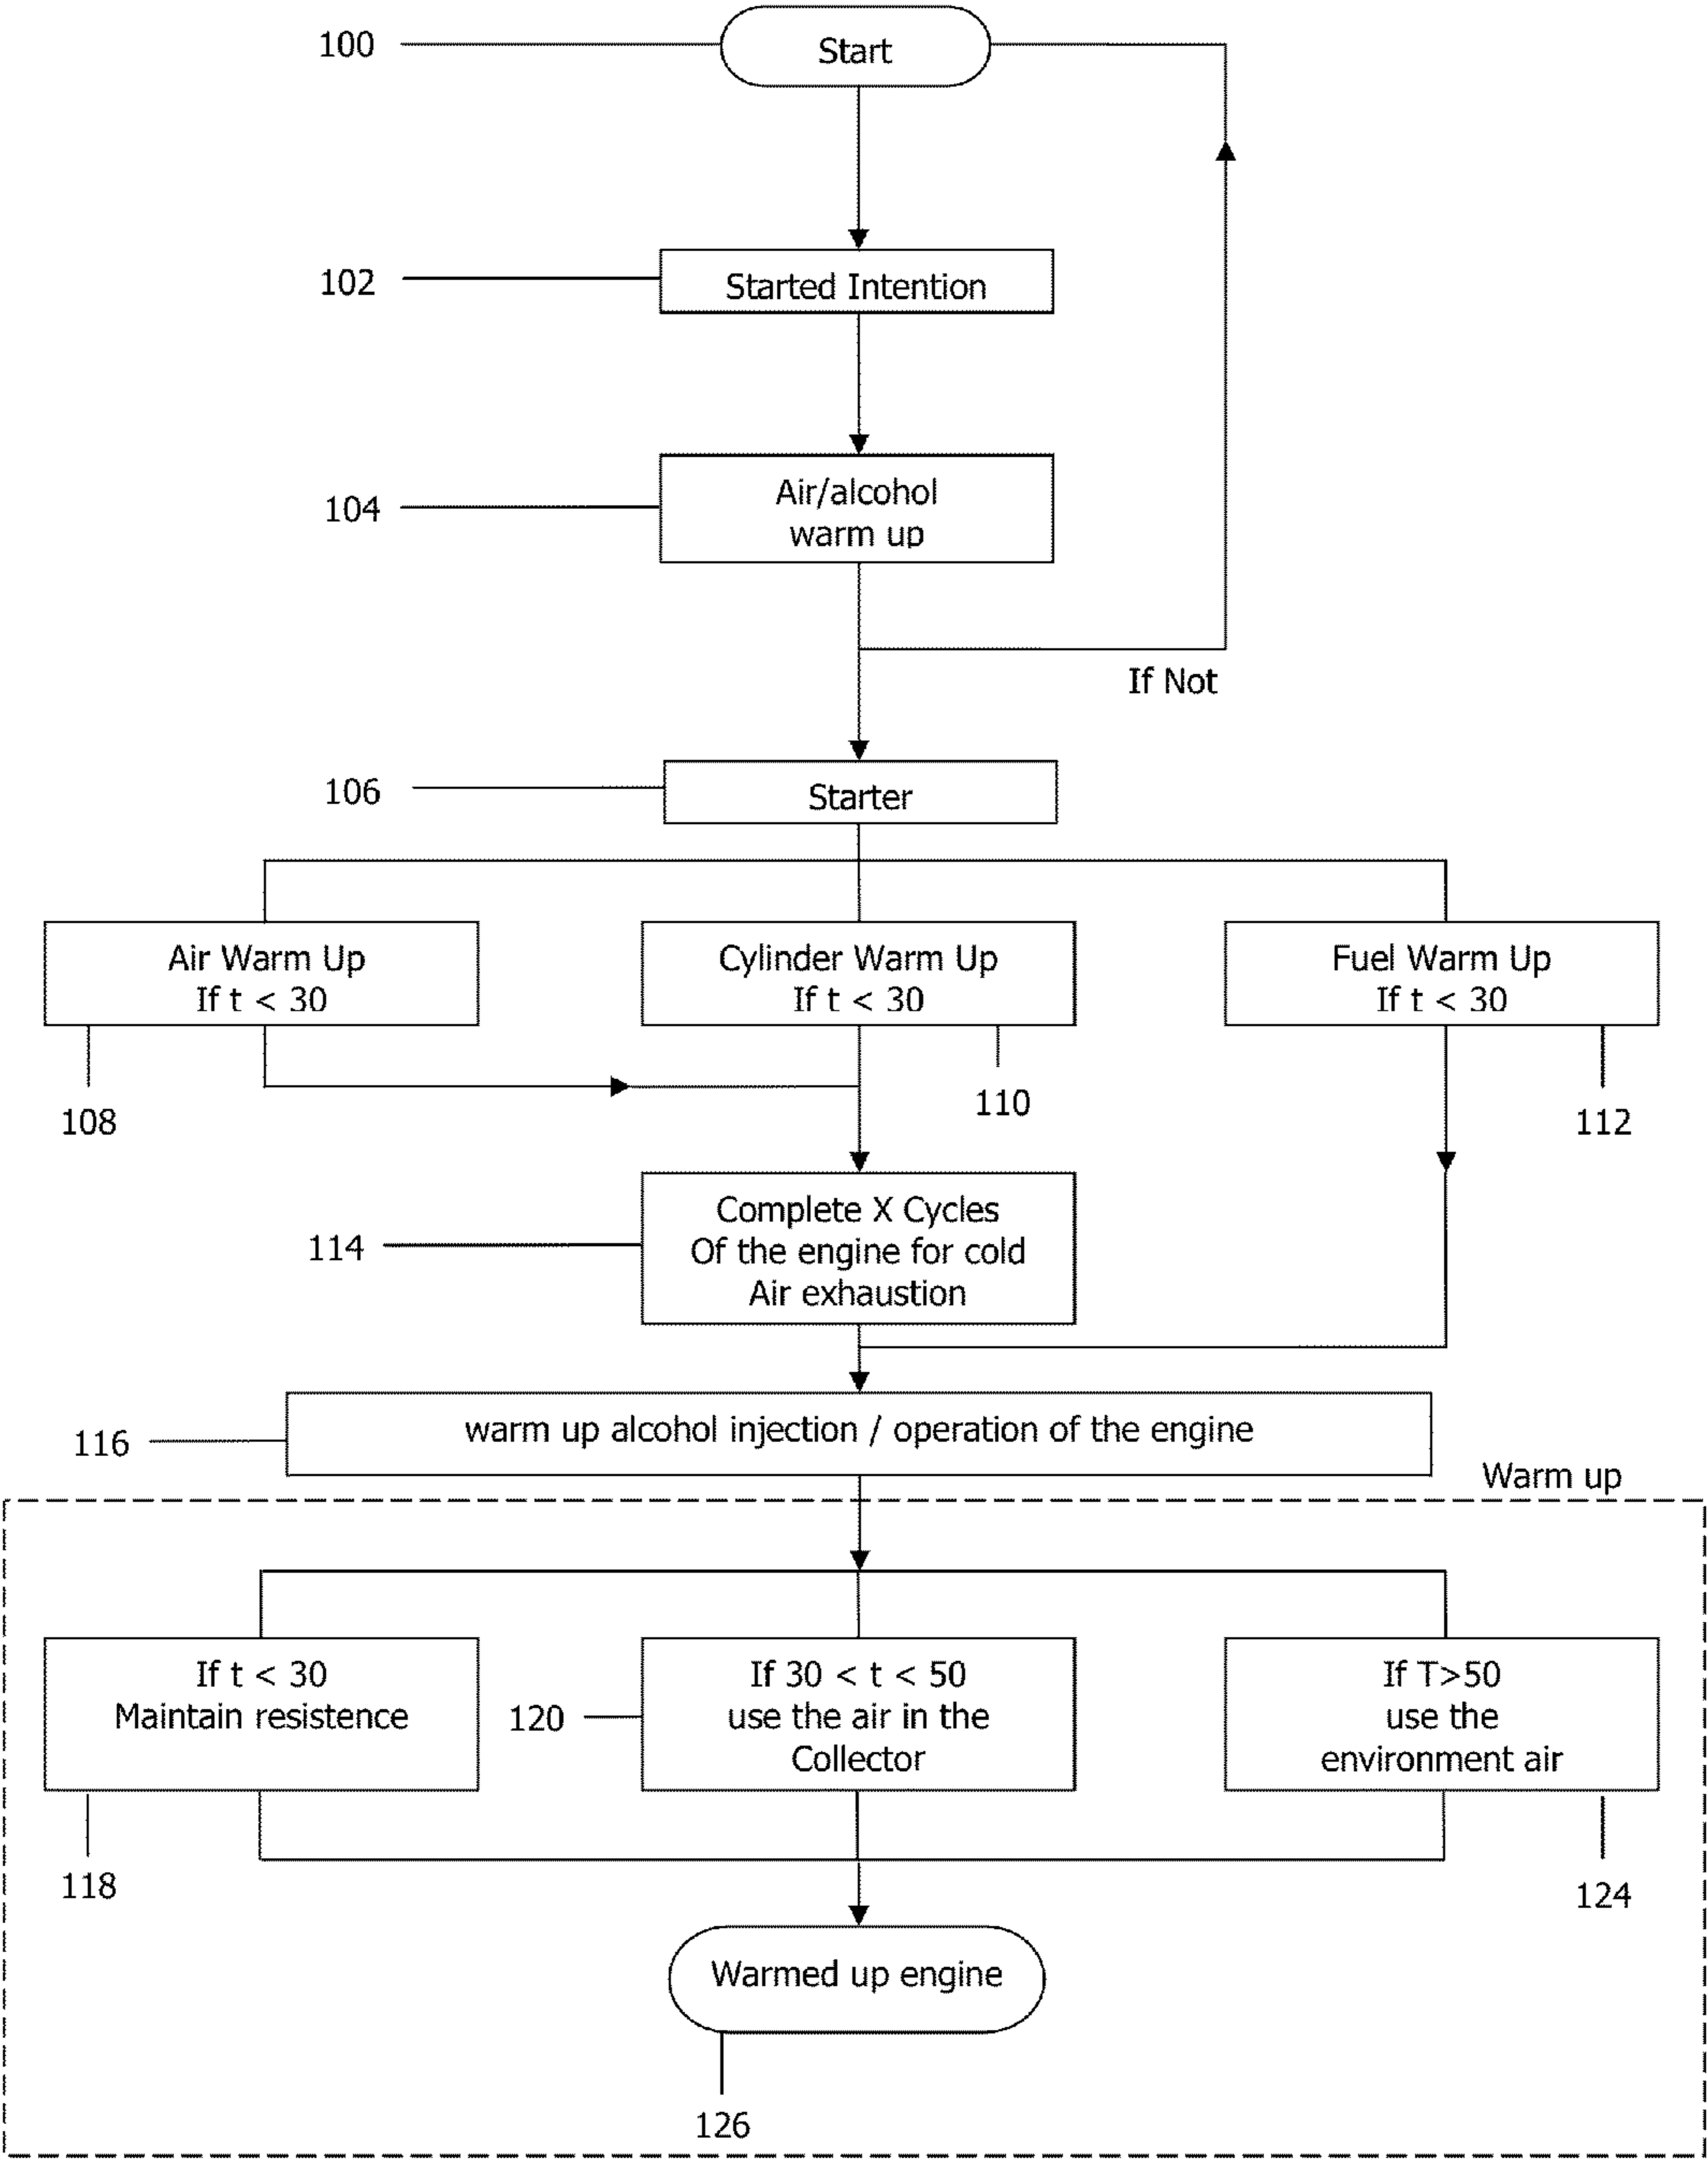 100
Start
102
Started Intention
104
Air/alcohol
warm up
If Not
106
Starter
Air Warm Up
If t < 30
Cylinder Warm Up
If t < 30
Fuel Warm Up
If t < 30
108
110
112
114
Complete X Cycles
Of the engine for cold
Air exhaustion
116
warm up alcohol injection / operation of the engine
Warm up
If t < 30
Maintain resistence
120
If 30 < t < 50
use the air in the
Collector
If T>50
use the
environment air
118
124
Warmed up engine
126